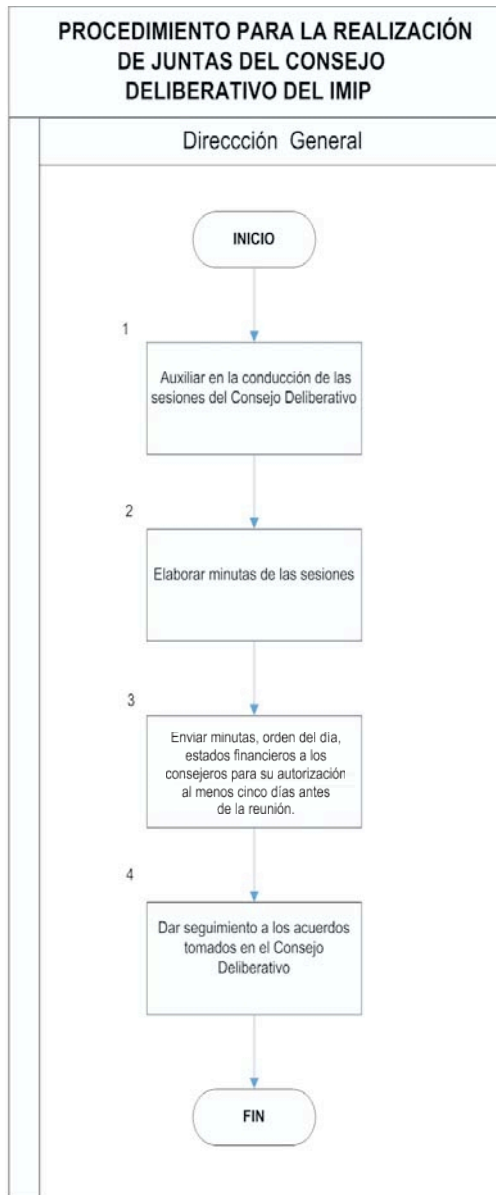 PROCEDIMIENTO PARA LA REALIZACIÓN
DE JUNTAS DEL CONSEJO
DELIBERATIVO DEL IMIP
Direccción General
INICIO
1
Auxiliar en la conducción de las
sesiones del Consejo Deliberativo
2
Elaborar minutas de las sesiones
3
Enviar minutas, orden del día,
estados financieros a los
consejeros para su autorización
al menos cinco días antes
de la reunión.
4
Dar seguimiento a los acuerdos
tomados en el Consejo
Deliberativo
FIN